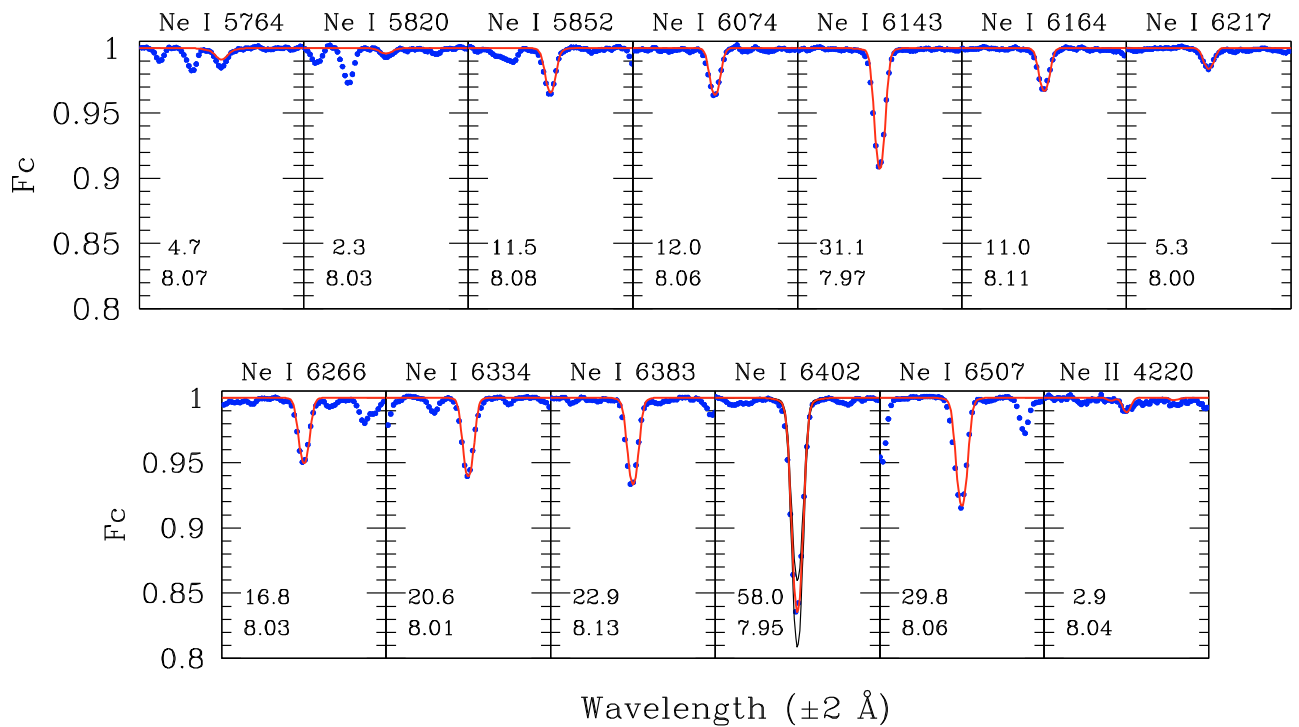 Ne I 5764 Ne I 5820 Ne I 5852 Ne I 6074 Ne I 6143 Ne I 6164 Ne I 6217
1
0.95
0.9
0.85
0.8
Fc
4.7 2.3 11.5 12.0 31.1 11.0 5.3
8.07 8.03 8.08 8.06 7.97 8.11 8.00
Ne I 6266 Ne I 6334 Ne I 6383 Ne I 6402 Ne I 6507 Ne II 4220
1
0.95
0.9
0.85
0.8
Fc
16.8 20.6 22.9 58.0 29.8 2.9
8.03 8.01 8.13 7.95 8.06 8.04
Wavelength (±2 Å)